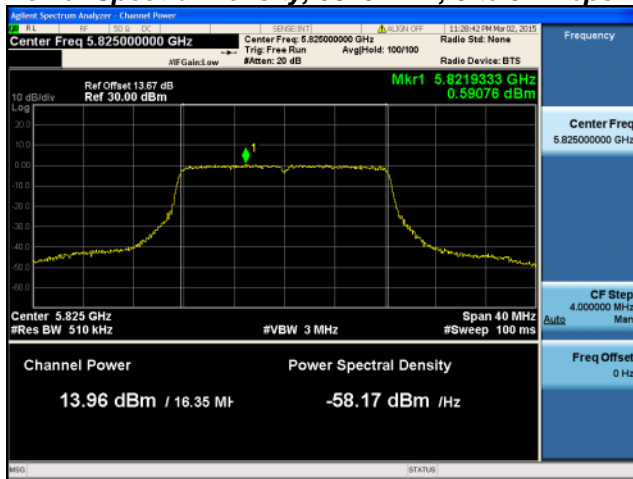 Agilent Spectrum Analyzer - Channel Power
RL RF 50 Ω DC SENSE:INT ALIGN OFF 11:28:42 PM Mar 02, 2015
Center Freq 5.825000000 GHz
Center Freq: 5.825000000 GHz
Radio Std: None
Trig: Free Run Avg|Hold: 100/100
#IFGain:Low #Atten: 20 dB Radio Device: BTS
Frequency
Mkr1 5.8219333 GHz
0.59076 dBm
Ref Offset 13.67 dB
10 dB/div Ref 30.00 dBm
Log
20.0
10.0
0.00
-10.0
-20.0
-30.0
-40.0
-50.0
-60.0
1
Center 5.825 GHz Span 40 MHz
#Res BW 510 kHz #VBW 3 MHz #Sweep 100 ms
Center Freq
5.825000000 GHz
CF Step
4.000000 MHz
Auto Man
Freq Offset
0 Hz
Channel Power Power Spectral Density
13.96 dBm / 16.35 MH -58.17 dBm /Hz
MSG STATUS